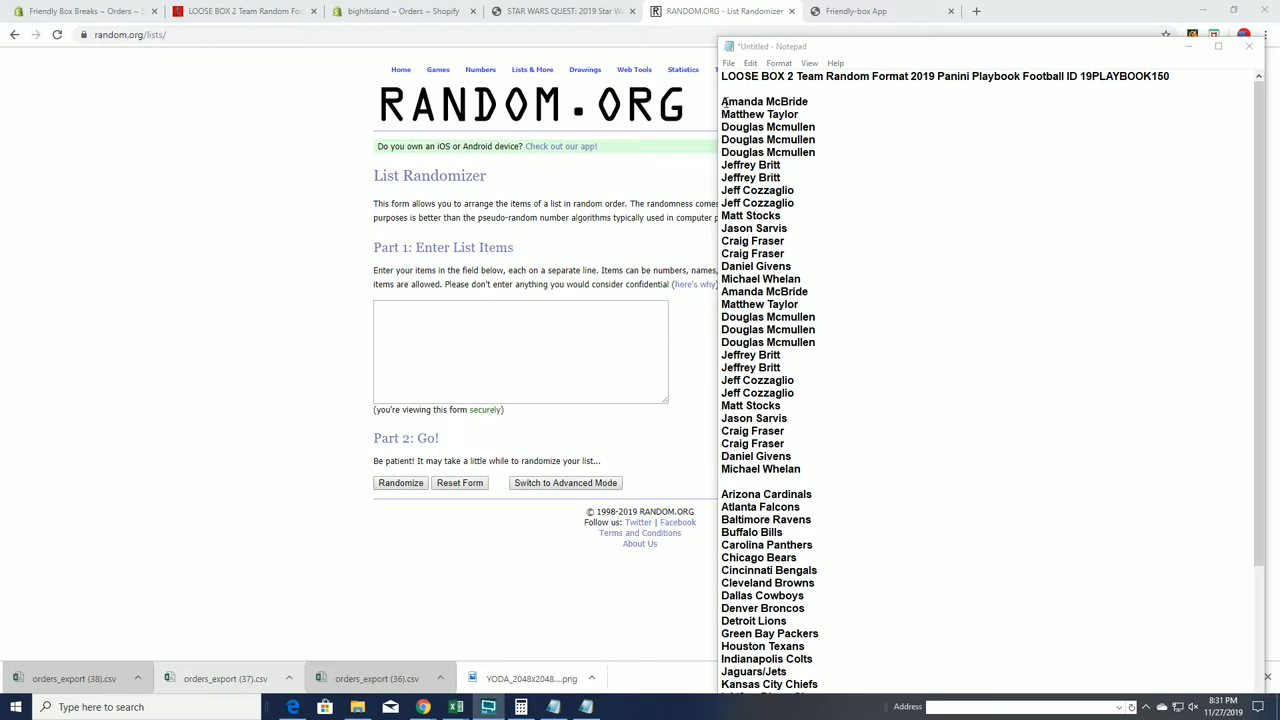 Friendly Breaks ~ Orders ~ S
LOOSE BOX 2 Team Random Fo
bighitisland ~ Orders ~ Shopify
STAR WARS QUEST: 2019 Star W
RANDOM.ORG - List Randomizer
Friendly-box App
random.org/lists/
*Untitled - Notepad
File Edit Format View Help
LOOSE BOX 2 Team Random Format 2019 Panini Playbook Football ID 19PLAYBOOK150
Amanda McBride
Matthew Taylor
Douglas Mcmullen
Douglas Mcmullen
Douglas Mcmullen
Jeffrey Britt
Jeffrey Britt
Jeff Cozzaglio
Jeff Cozzaglio
Matt Stocks
Jason Sarvis
Craig Fraser
Craig Fraser
Daniel Givens
Michael Whelan
Amanda McBride
Matthew Taylor
Douglas Mcmullen
Douglas Mcmullen
Douglas Mcmullen
Jeffrey Britt
Jeffrey Britt
Jeff Cozzaglio
Jeff Cozzaglio
Matt Stocks
Jason Sarvis
Craig Fraser
Craig Fraser
Daniel Givens
Michael Whelan
Arizona Cardinals
Atlanta Falcons
Baltimore Ravens
Buffalo Bills
Carolina Panthers
Chicago Bears
Cincinnati Bengals
Cleveland Browns
Dallas Cowboys
Denver Broncos
Detroit Lions
Green Bay Packers
Houston Texans
Indianapolis Colts
Jaguars/Jets
Kansas City Chiefs
Home Games Numbers Lists & More Drawings Web Tools Statistics
RANDOM.ORG
Do you own an iOS or Android device? Check out our app!
List Randomizer
This form allows you to arrange the items of a list in random order. The randomness comes
purposes is better than the pseudo-random number algorithms typically used in computer p
Part 1: Enter List Items
Enter your items in the field below, each on a separate line. Items can be numbers, names,
items are allowed. Please don't enter anything you would consider confidential (here's why)
(you're viewing this form securely)
Part 2: Go!
Be patient! It may take a little while to randomize your list...
Randomize Reset Form Switch to Advanced Mode
© 1998-2019 RANDOM.ORG
Follow us: Twitter | Facebook
Terms and Conditions
About Us
orders_export (38).csv
orders_export (37).csv
orders_export (36).csv
YODA_2048x2048....png
Type here to search
Address
8:31 PM
11/27/2019